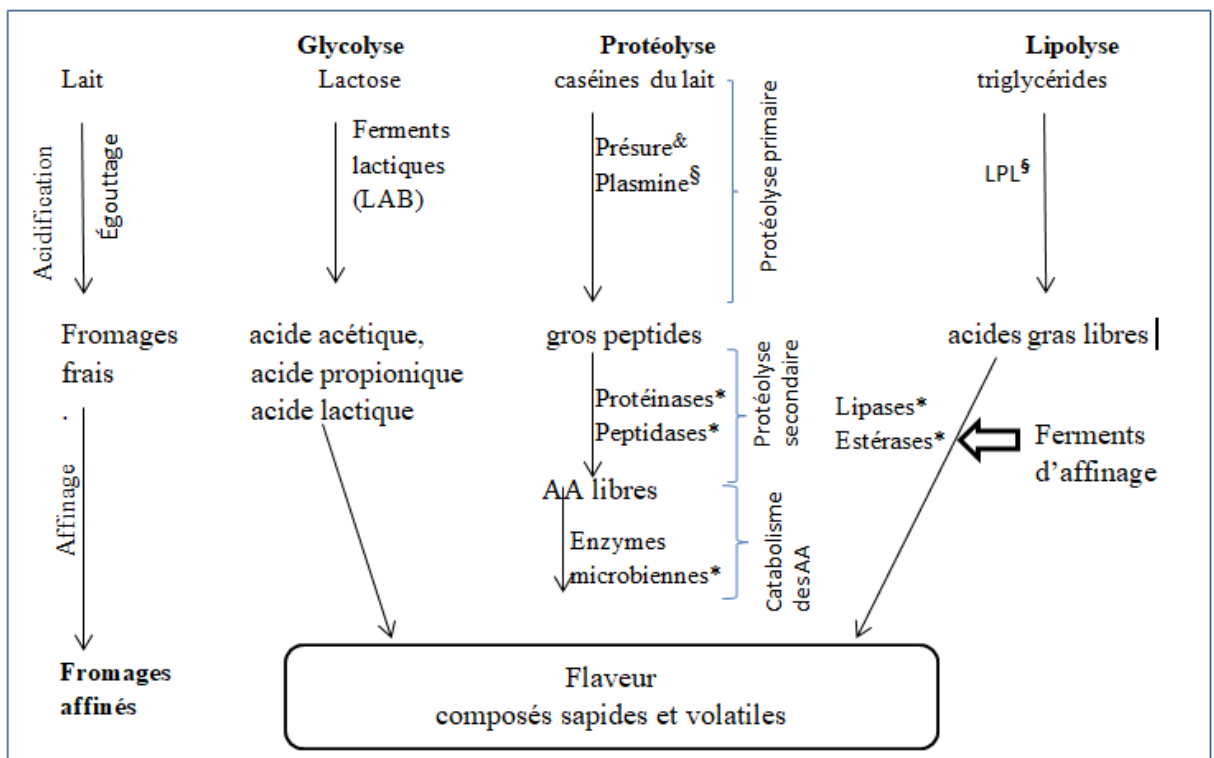 Glycolyse
Protéolyse
Lipolyse
Lait
Lactose
caséines du lait
triglycérides
Acidification
Égouttage
Ferments
lactiques
(LAB)
Présure&
Plasmine§
Protéolyse primaire
LPL§
Fromages
frais
.
acide acétique,
acide propionique
acide lactique
gros peptides
acides gras libres
Affinage
Protéinases*
Peptidases*
Protéolyse
secondaire
Lipases*
Estérases*
Ferments
d’affinage
AA libres
Enzymes
microbiennes*
Catabolisme
des AA
Fromages
affinés
Flaveur
composés sapides et volatiles